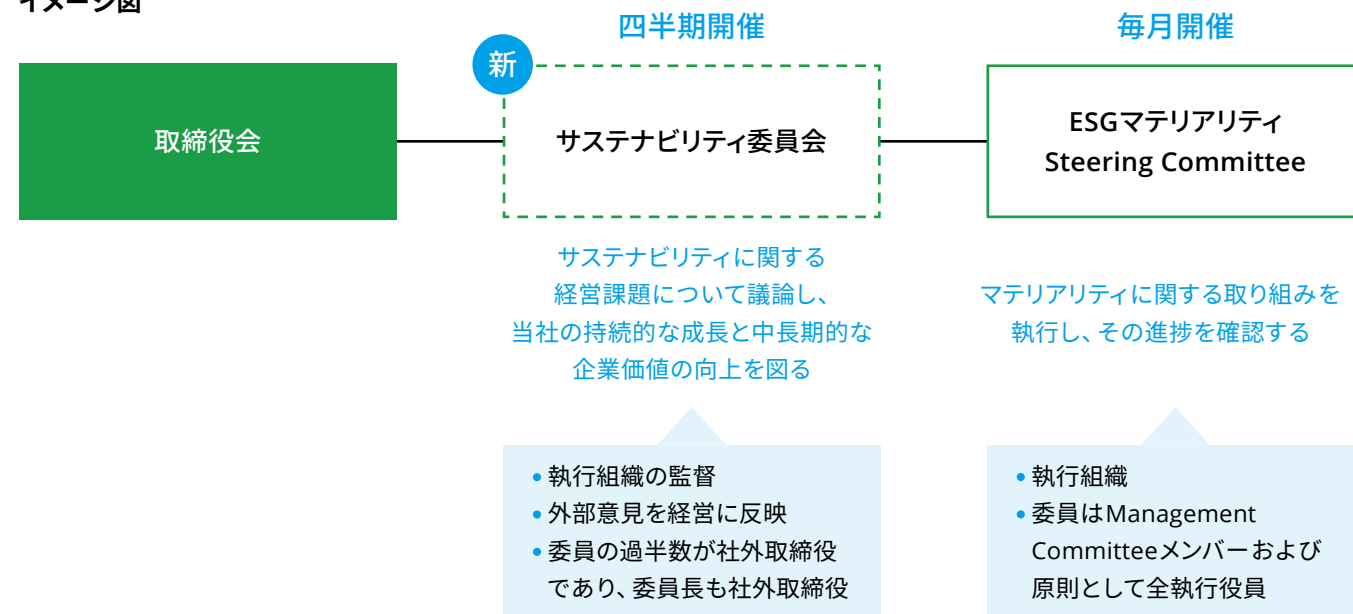 イメージ図
四半期開催
毎月開催
新
取締役会
サステナビリティ委員会
ESGマテリアリティ
Steering Committee
サステナビリティに関する
経営課題について議論し、
当社の持続的な成長と中長期的な
企業価値の向上を図る
マテリアリティに関する取り組みを
執行し、その進捗を確認する
• 執行組織の監督
• 外部意見を経営に反映
• 委員の過半数が社外取締役
であり、委員長も社外取締役
• 執行組織
• 委員はManagement
Committeeメンバーおよび
原則として全執行役員